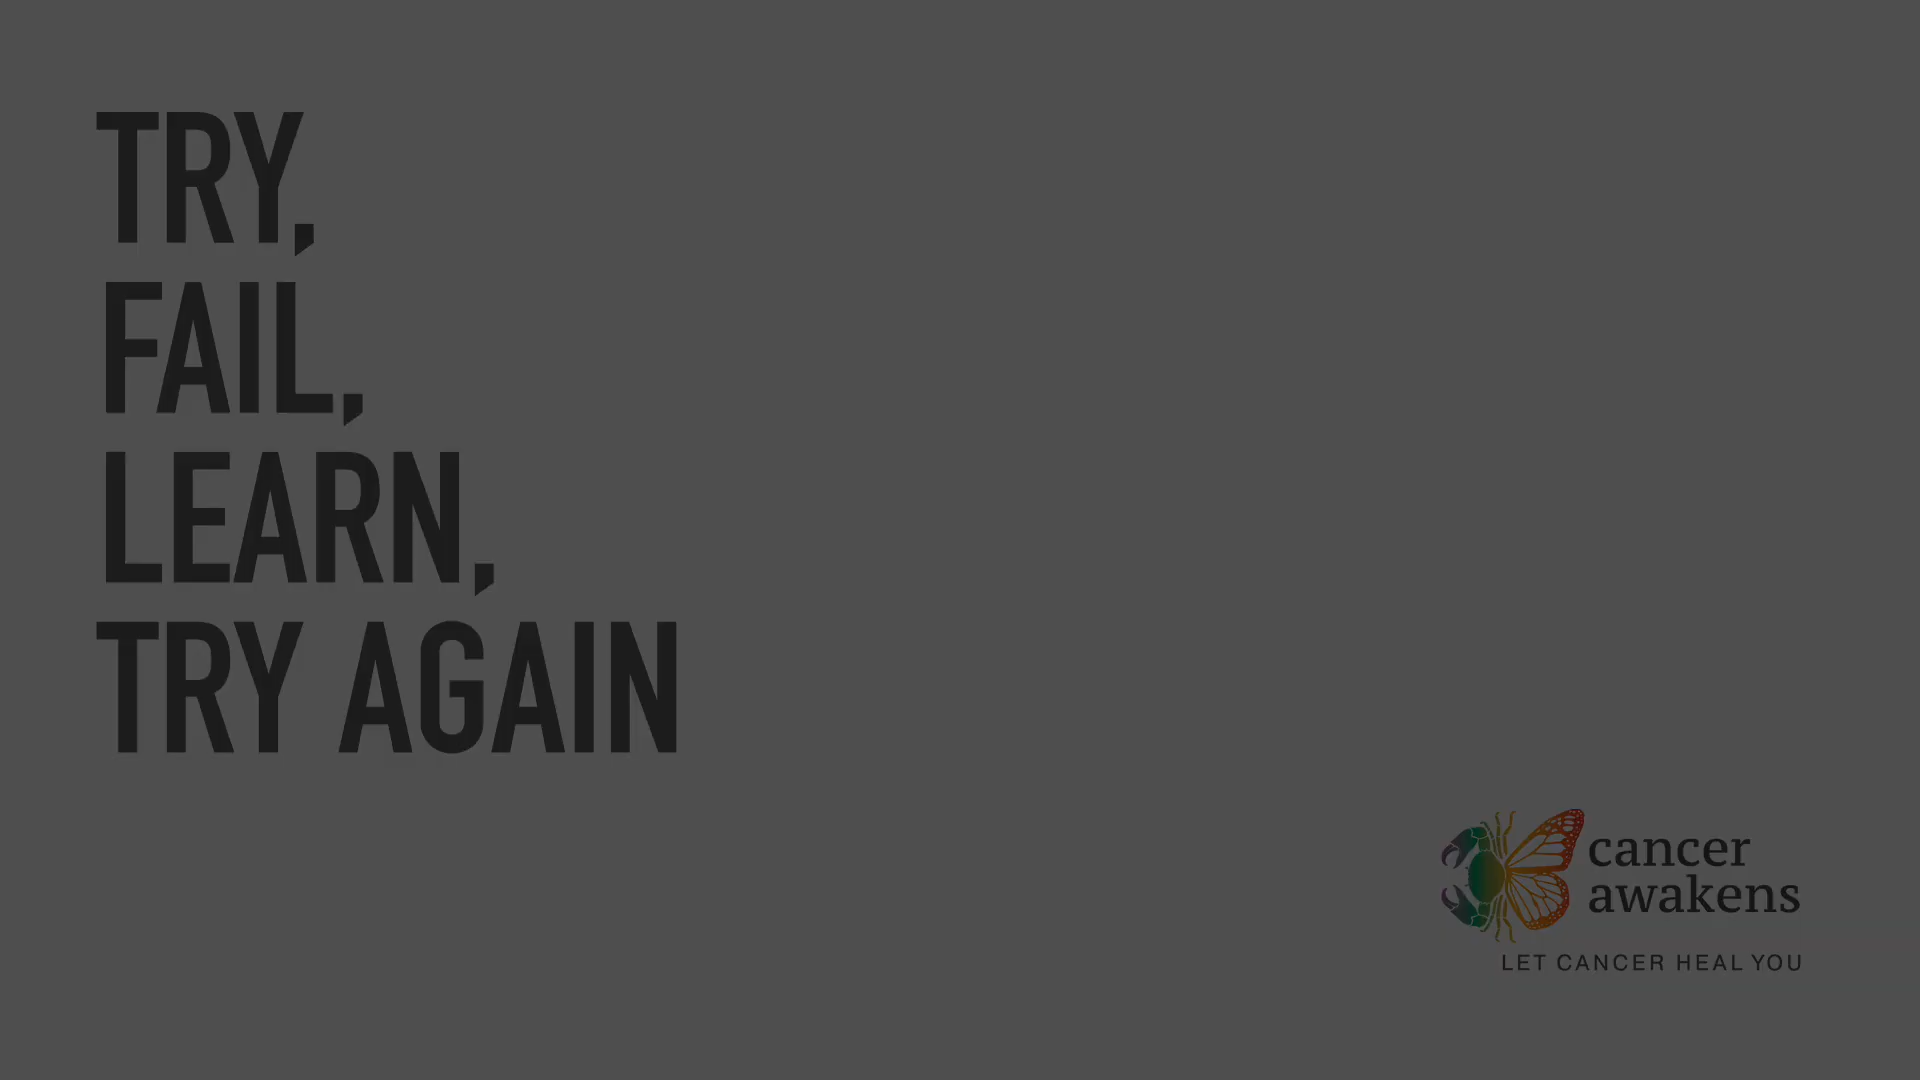 TRY,
FAIL,
LEARN,
TRY AGAIN
cancer
awakens
LET CANCER HEAL YOU